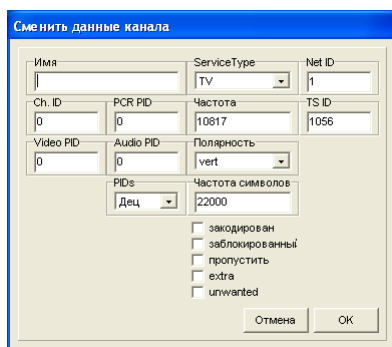 Сменить данные канала
Имя ServiceType Net ID
TV 1
Ch. ID PCR PID Частота TS ID
0 0 10817 1056
Video PID Audio PID Полярность
0 0 vert
PIDs Частота символов
Дец 22000
закодирован
заблокированный
пропустить
extra
unwanted
Отмена OK